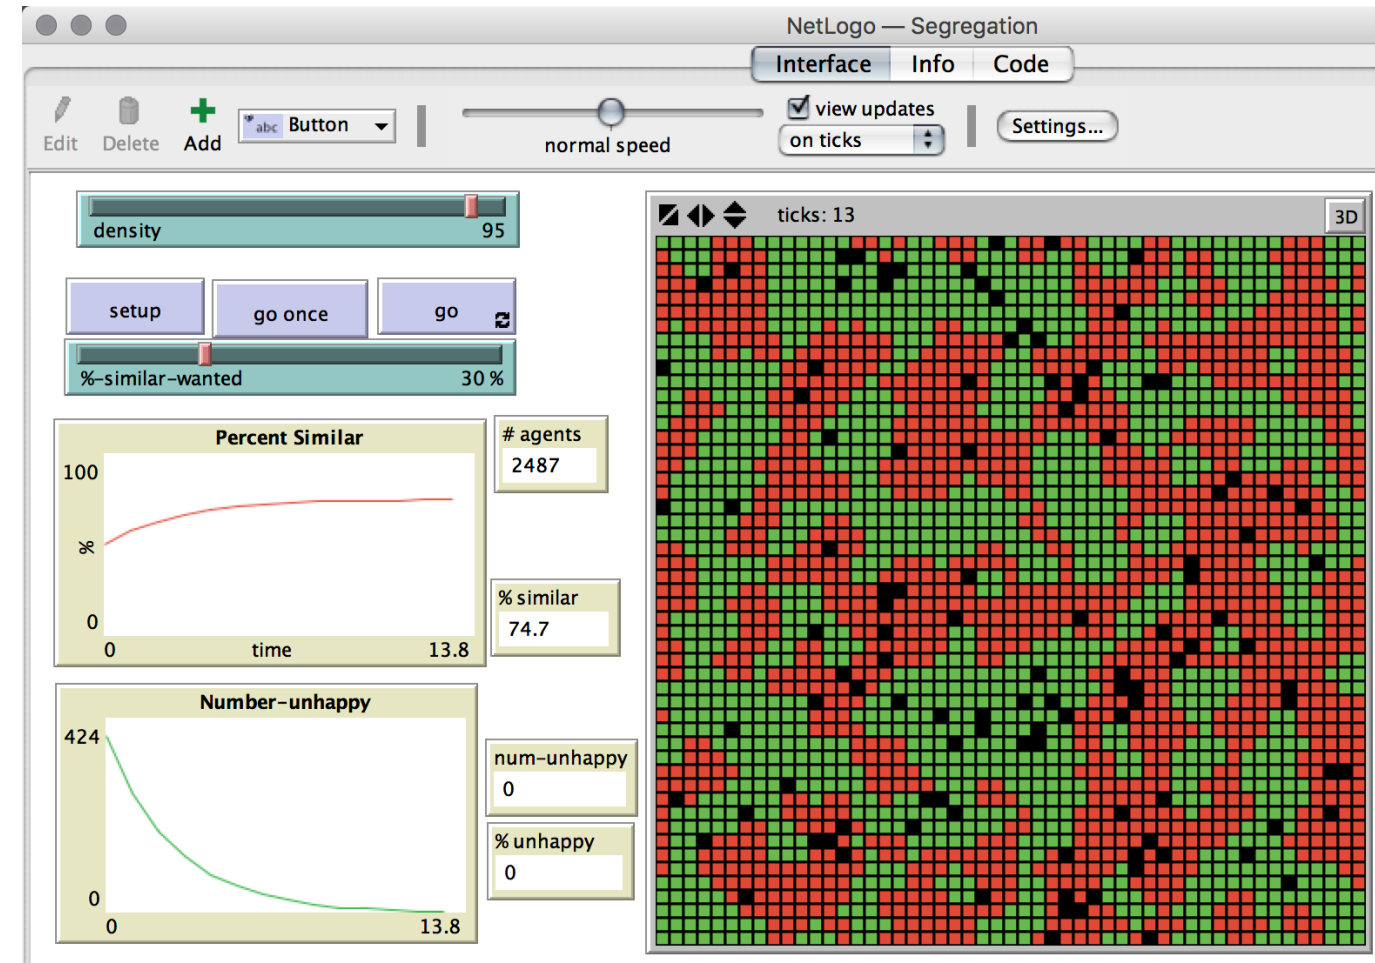 NetLogo — Segregation
Interface Info Code
Edit Delete Add abc Button normal speed view updates on ticks Settings...
density 95
setup go once go
%-similar-wanted 30 %
ticks: 13 3D
Percent Similar
100
%
0
0 time 13.8
# agents
2487
% similar
74.7
Number-unhappy
424
0
0 13.8
num-unhappy
0
% unhappy
0